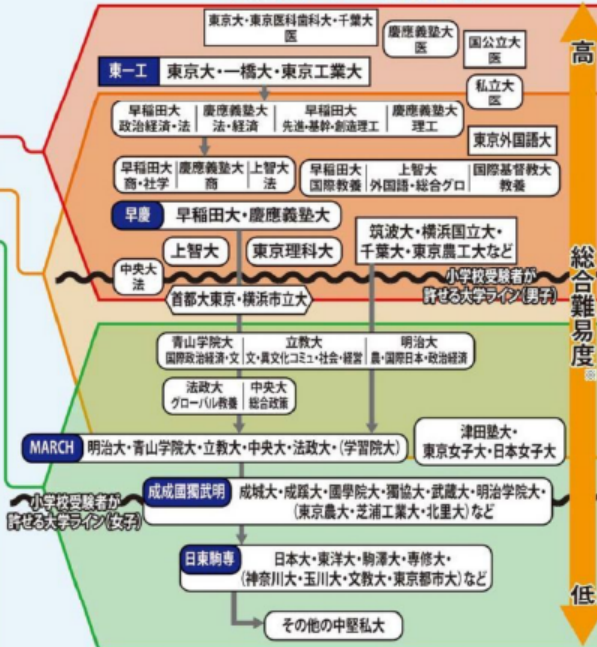 東京大・東京医科歯科大・千葉大
医
慶應義塾大
医
国公立大
医
高
東一工
東京大・一橋大・東京工業大
私立大
医
早稲田大
政治経済・法
慶應義塾大
法・経済
早稲田大
先進・基幹・創造理工
慶應義塾大
理工
東京外国語大
早稲田大
商・社学
慶應義塾大
商
上智大
法
早稲田大
国際教養
上智大
外国語・総合グロ
国際基督教大
教養
早慶
早稲田大・慶應義塾大
筑波大・横浜国立大・
千葉大・東京農工大など
上智大
東京理科大
総合難易度
※
中央大
法
小学校受験者が
許せる大学ライン(男子)
首都大東京・横浜市立大
青山学院大
国際政治経済・文
立教大
文・異文化コミュ・社会・経営
明治大
農・国際日本・政治経済
法政大
グローバル教養
中央大
総合政策
MARCH
明治大・青山学院大・立教大・中央大・法政大・(学習院大)
津田塾大・
東京女子大・日本女子大
小学校受験者が
許せる大学ライン(女子)
成成國獨武明
成城大・成蹊大・國學院大・獨協大・武蔵大・明治学院大・
(東京農大・芝浦工業大・北里大)など
日東駒専
日本大・東洋大・駒澤大・専修大・
(神奈川大・玉川大・文教大・東京都市大)など
低
その他の中堅私大